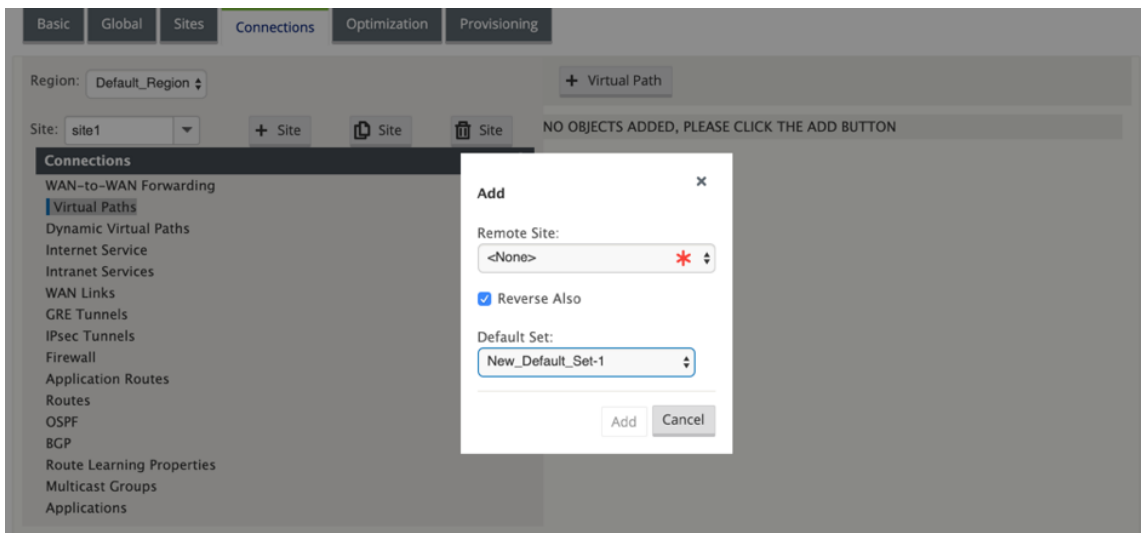 Basic Global Sites Connections Optimization Provisioning
Region: Default_Region
+ Virtual Path
Site: site1 + Site Site Site
NO OBJECTS ADDED, PLEASE CLICK THE ADD BUTTON
Connections
WAN-to-WAN Forwarding
Virtual Paths
Dynamic Virtual Paths
Internet Service
Intranet Services
WAN Links
GRE Tunnels
IPsec Tunnels
Firewall
Application Routes
Routes
OSPF
BGP
Route Learning Properties
Multicast Groups
Applications
Add ×
Remote Site:
<None> *
Reverse Also
Default Set:
New_Default_Set-1
Add Cancel